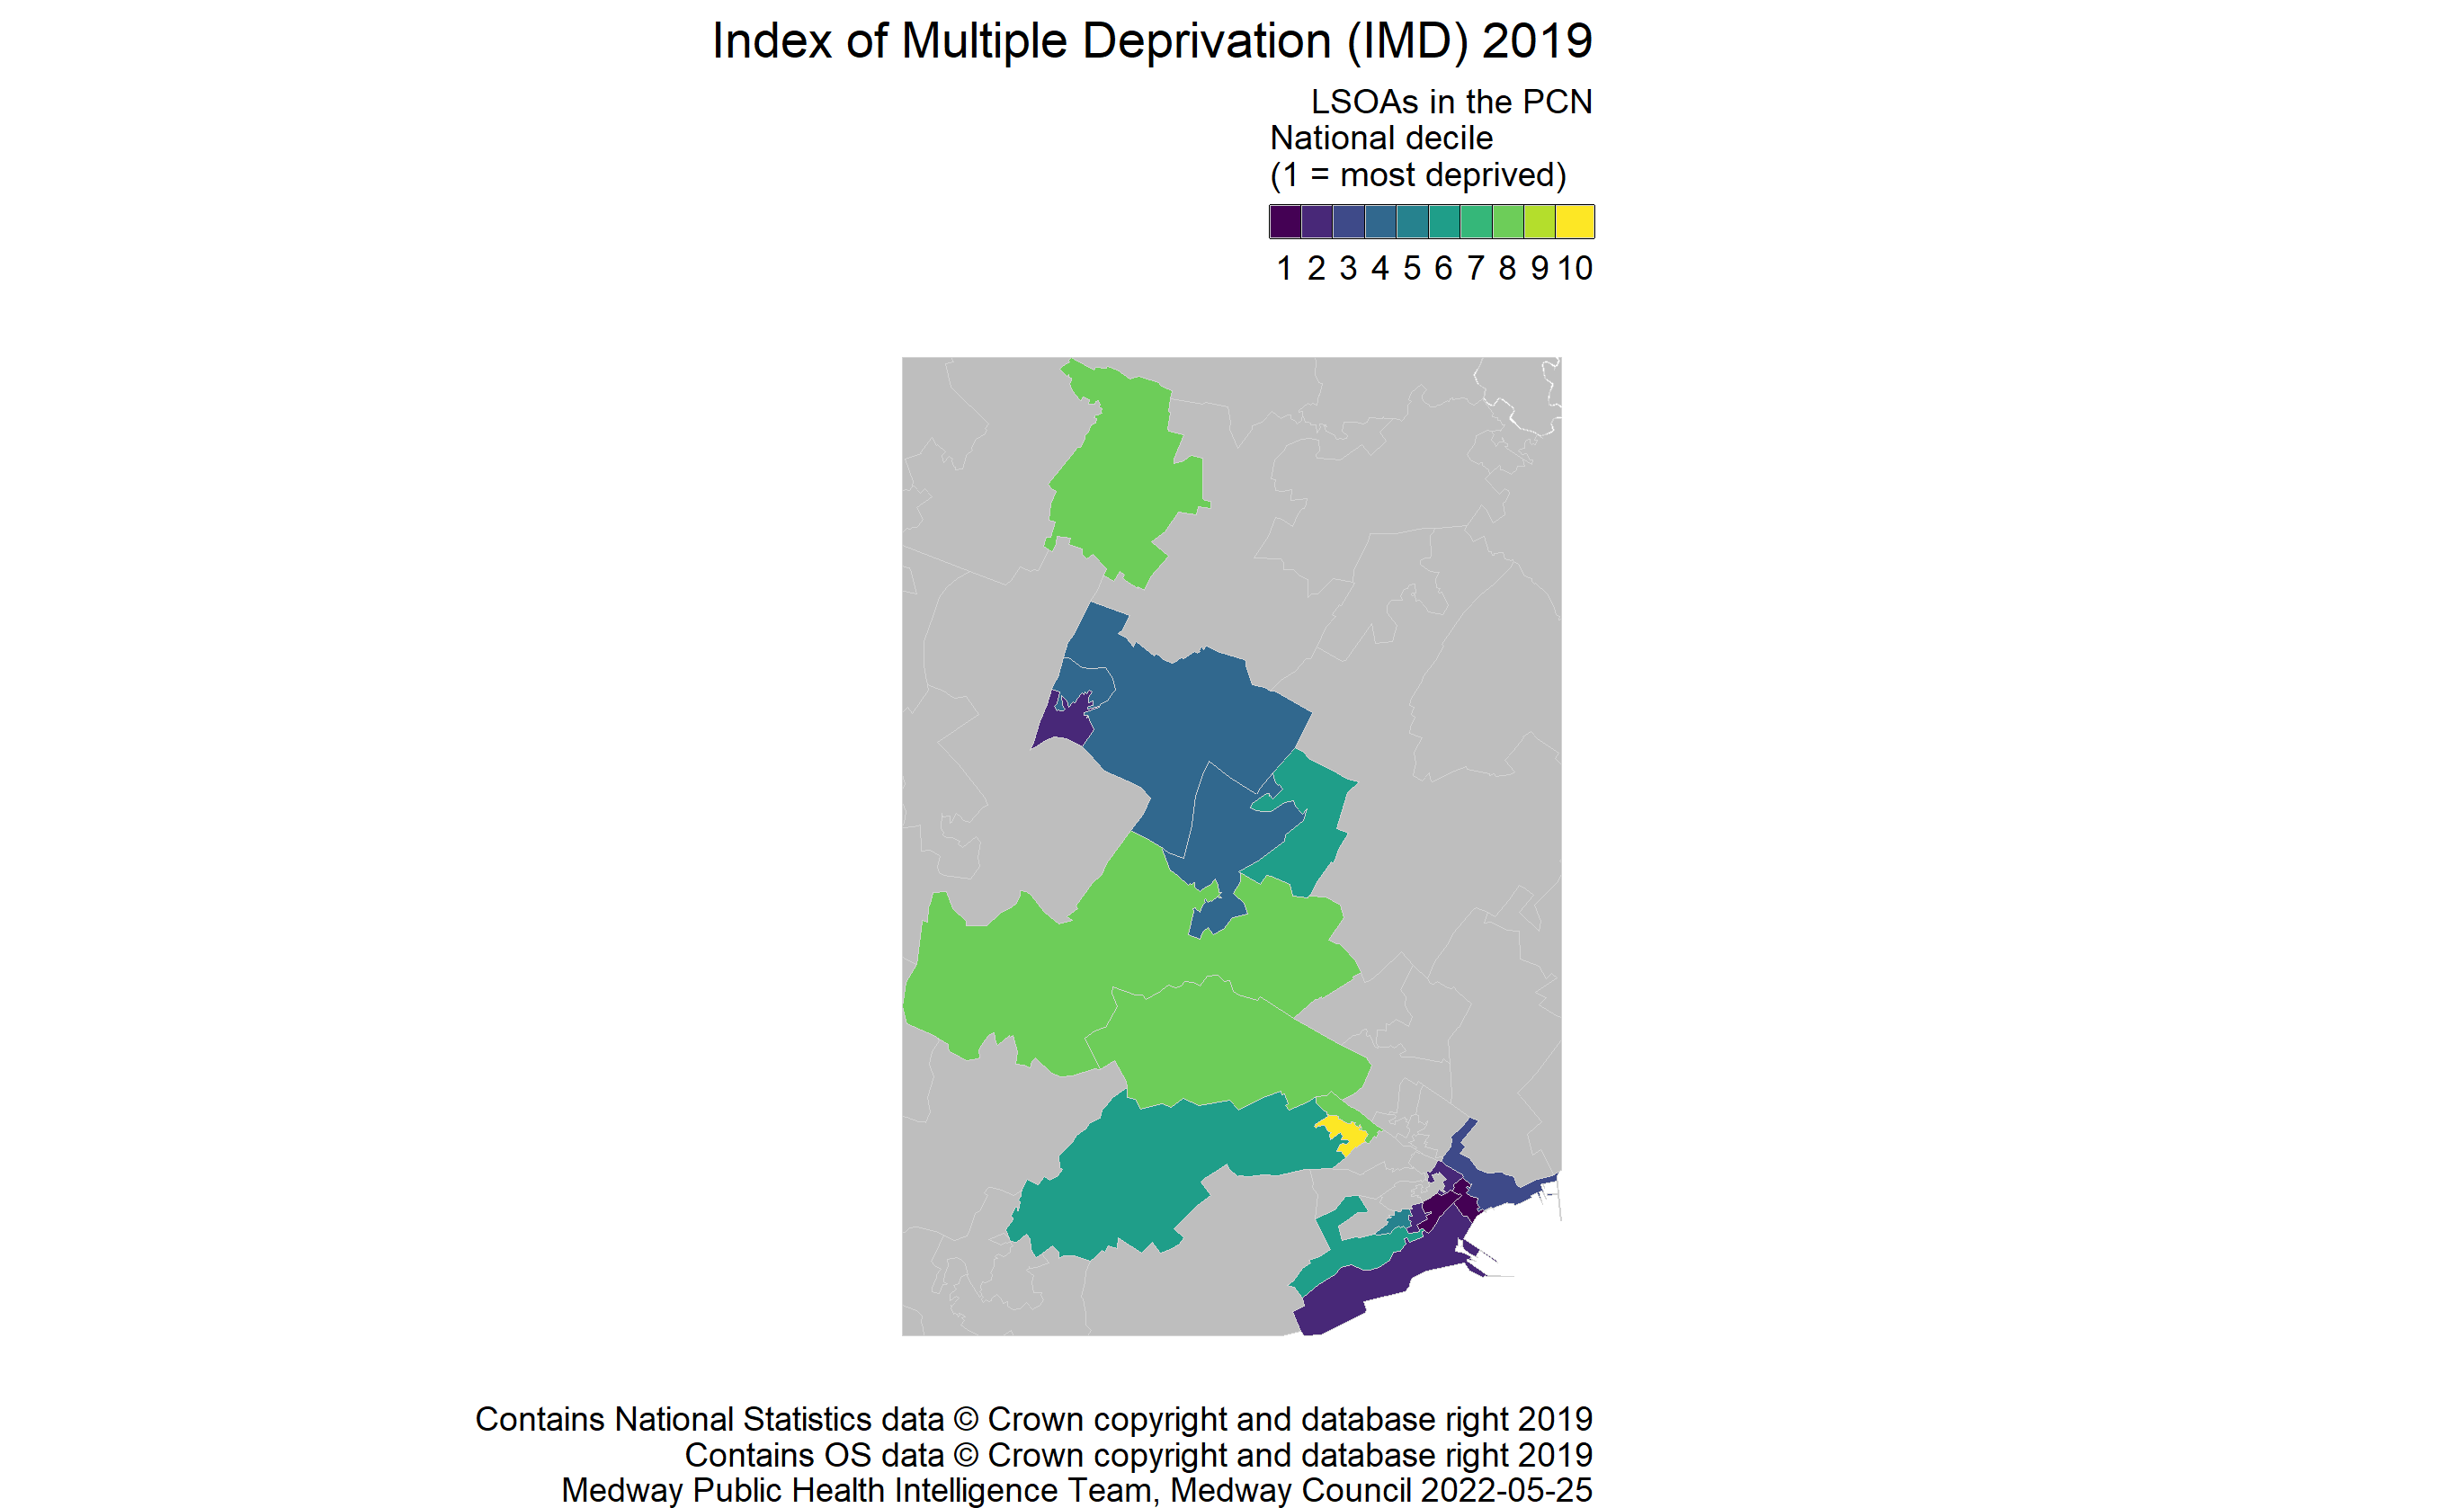 Index of Multiple Deprivation (IMD) 2019
LSOAs in the PCN
National decile
(1 = most deprived)
1 2 3 4 5 6 7 8 9 10
Contains National Statistics data © Crown copyright and database right 2019
Contains OS data © Crown copyright and database right 2019
Medway Public Health Intelligence Team, Medway Council 2022-05-25